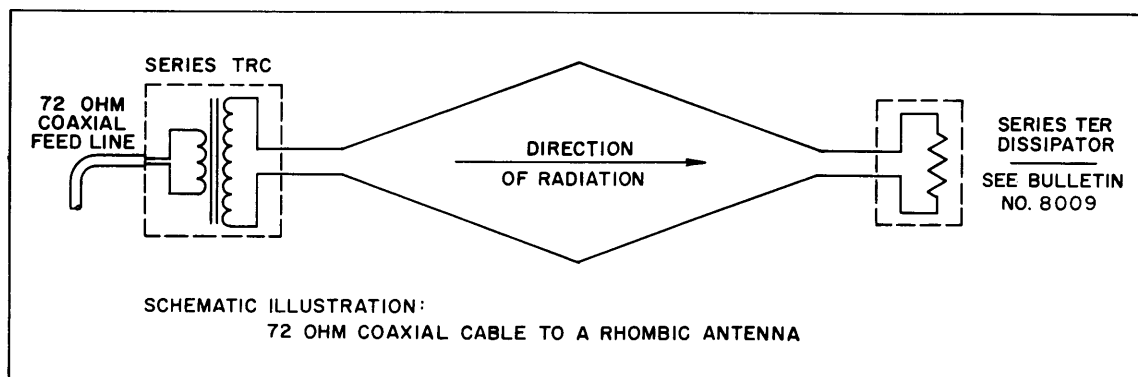 SERIES TRC
72 OHM
COAXIAL
FEED LINE
DIRECTION
OF RADIATION
SERIES TER
DISSIPATOR
SEE BULLETIN
NO. 8009
SCHEMATIC ILLUSTRATION:
72 OHM COAXIAL CABLE TO A RHOMBIC ANTENNA